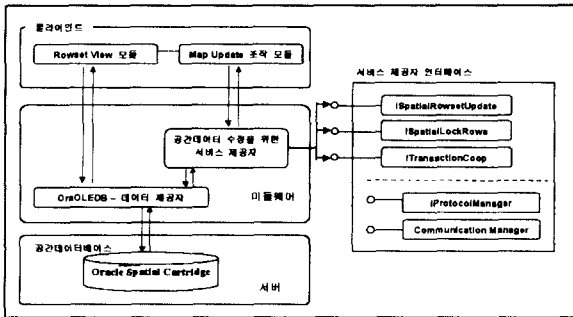 클라이언트
Rowset View 모듈
Map Update 조작 모듈
서비스 제공자 인터페이스
ISpatialRowsetUpdate
ISpatialLockRows
ITransactionCoop
IProtocolManager
Communication Manager
공간데이터 수정을 위한
서비스 제공자
OraOLEDB – 데이터 제공자
미들웨어
공간데이터베이스
Oracle Spatial Cartridge
서버